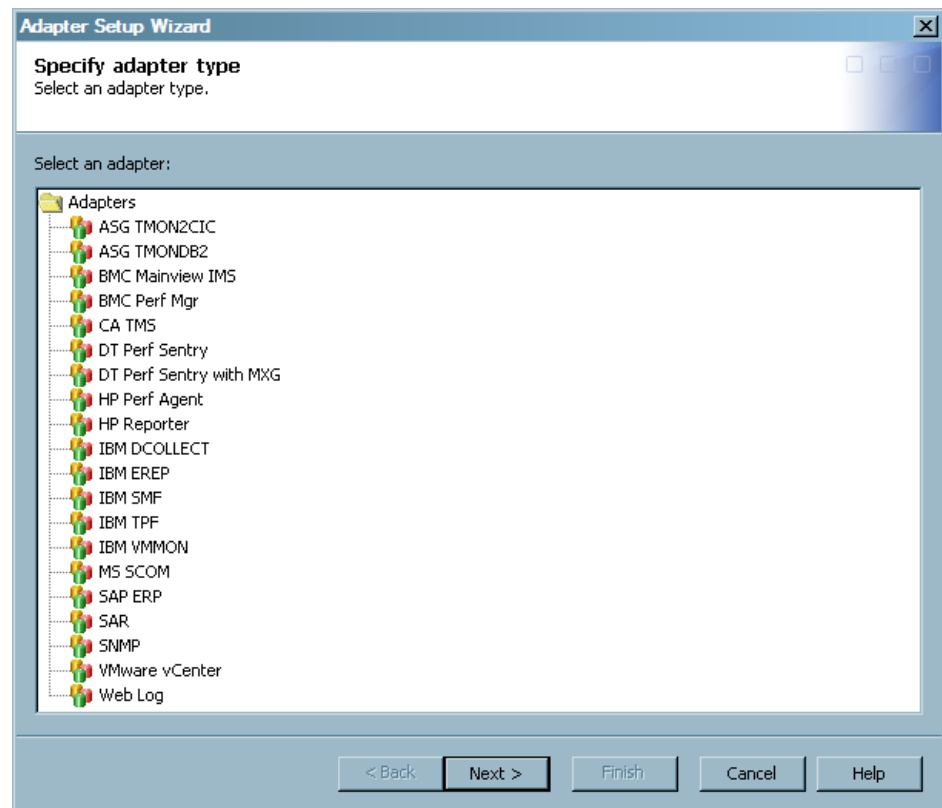 Adapter Setup Wizard
Specify adapter type
Select an adapter type.
Select an adapter:
Adapters
ASG TMON2CIC
ASG TMONDB2
BMC Mainview IMS
BMC Perf Mgr
CA TMS
DT Perf Sentry
DT Perf Sentry with MXG
HP Perf Agent
HP Reporter
IBM DCOLLECT
IBM EREP
IBM SMF
IBM TPF
IBM VMMON
MS SCOM
SAP ERP
SAR
SNMP
VMware vCenter
Web Log
< Back Next > Finish Cancel Help